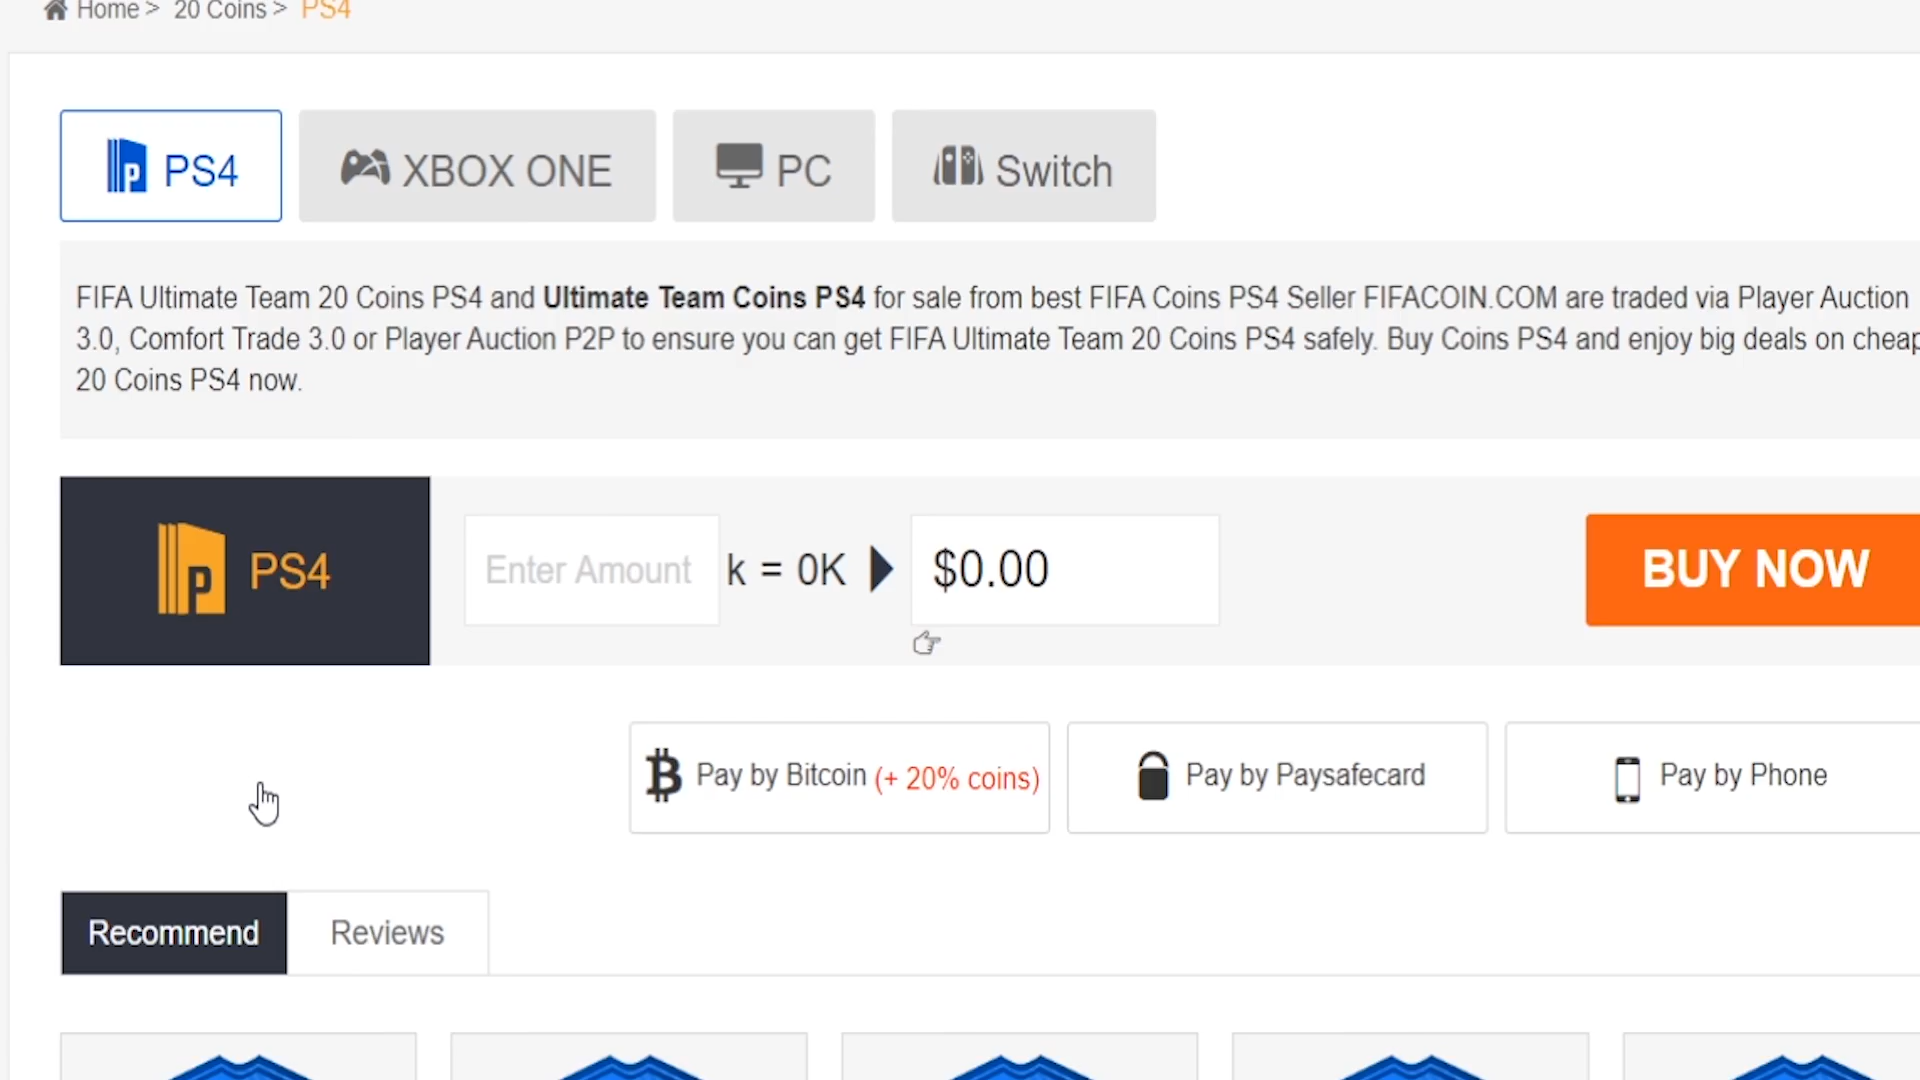 Home > 20 Coins > PS4
PS4 XBOX ONE PC Switch
FIFA Ultimate Team 20 Coins PS4 and Ultimate Team Coins PS4 for sale from best FIFA Coins PS4 Seller FIFACOIN.COM are traded via Player Auction
3.0, Comfort Trade 3.0 or Player Auction P2P to ensure you can get FIFA Ultimate Team 20 Coins PS4 safely. Buy Coins PS4 and enjoy big deals on cheap
20 Coins PS4 now.
PS4 Enter Amount k = 0K $0.00 BUY NOW
Pay by Bitcoin (+ 20% coins) Pay by Paysafecard Pay by Phone
Recommend Reviews